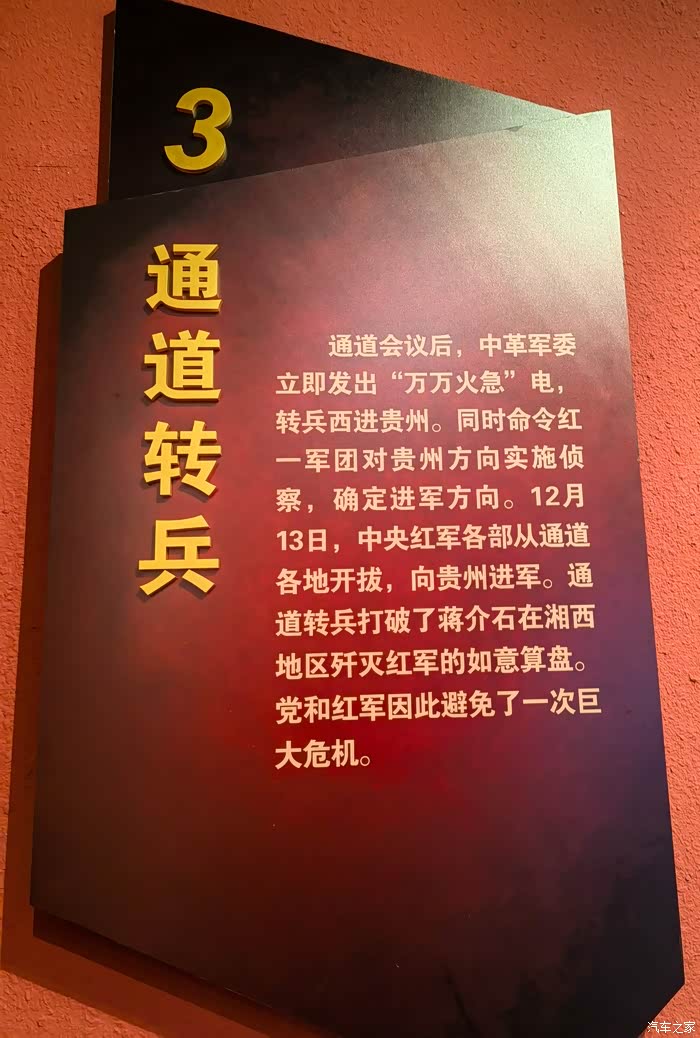 3
通道转兵
通道会议后，中革军委
立即发出“万万火急”电，
转兵西进贵州。同时命令红
一军团对贵州方向实施侦
察，确定进军方向。12月
13日，中央红军各部从通道
各地开拔，向贵州进军。通
道转兵打破了蒋介石在湘西
地区歼灭红军的如意算盘。
党和红军因此避免了一次巨
大危机。
汽车之家